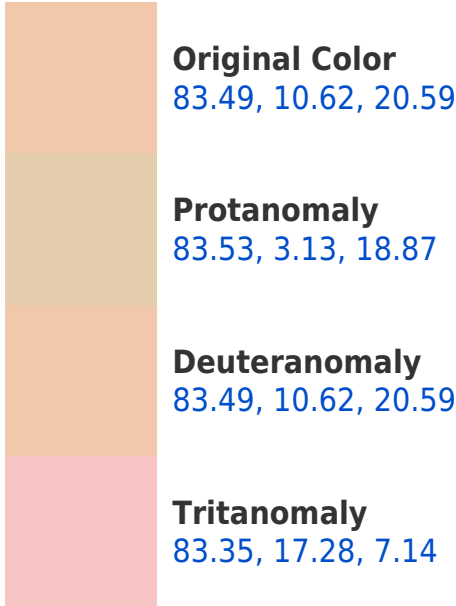 Original Color
83.49, 10.62, 20.59
Protanomaly
83.53, 3.13, 18.87
Deuteranomaly
83.49, 10.62, 20.59
Tritanomaly
83.35, 17.28, 7.14